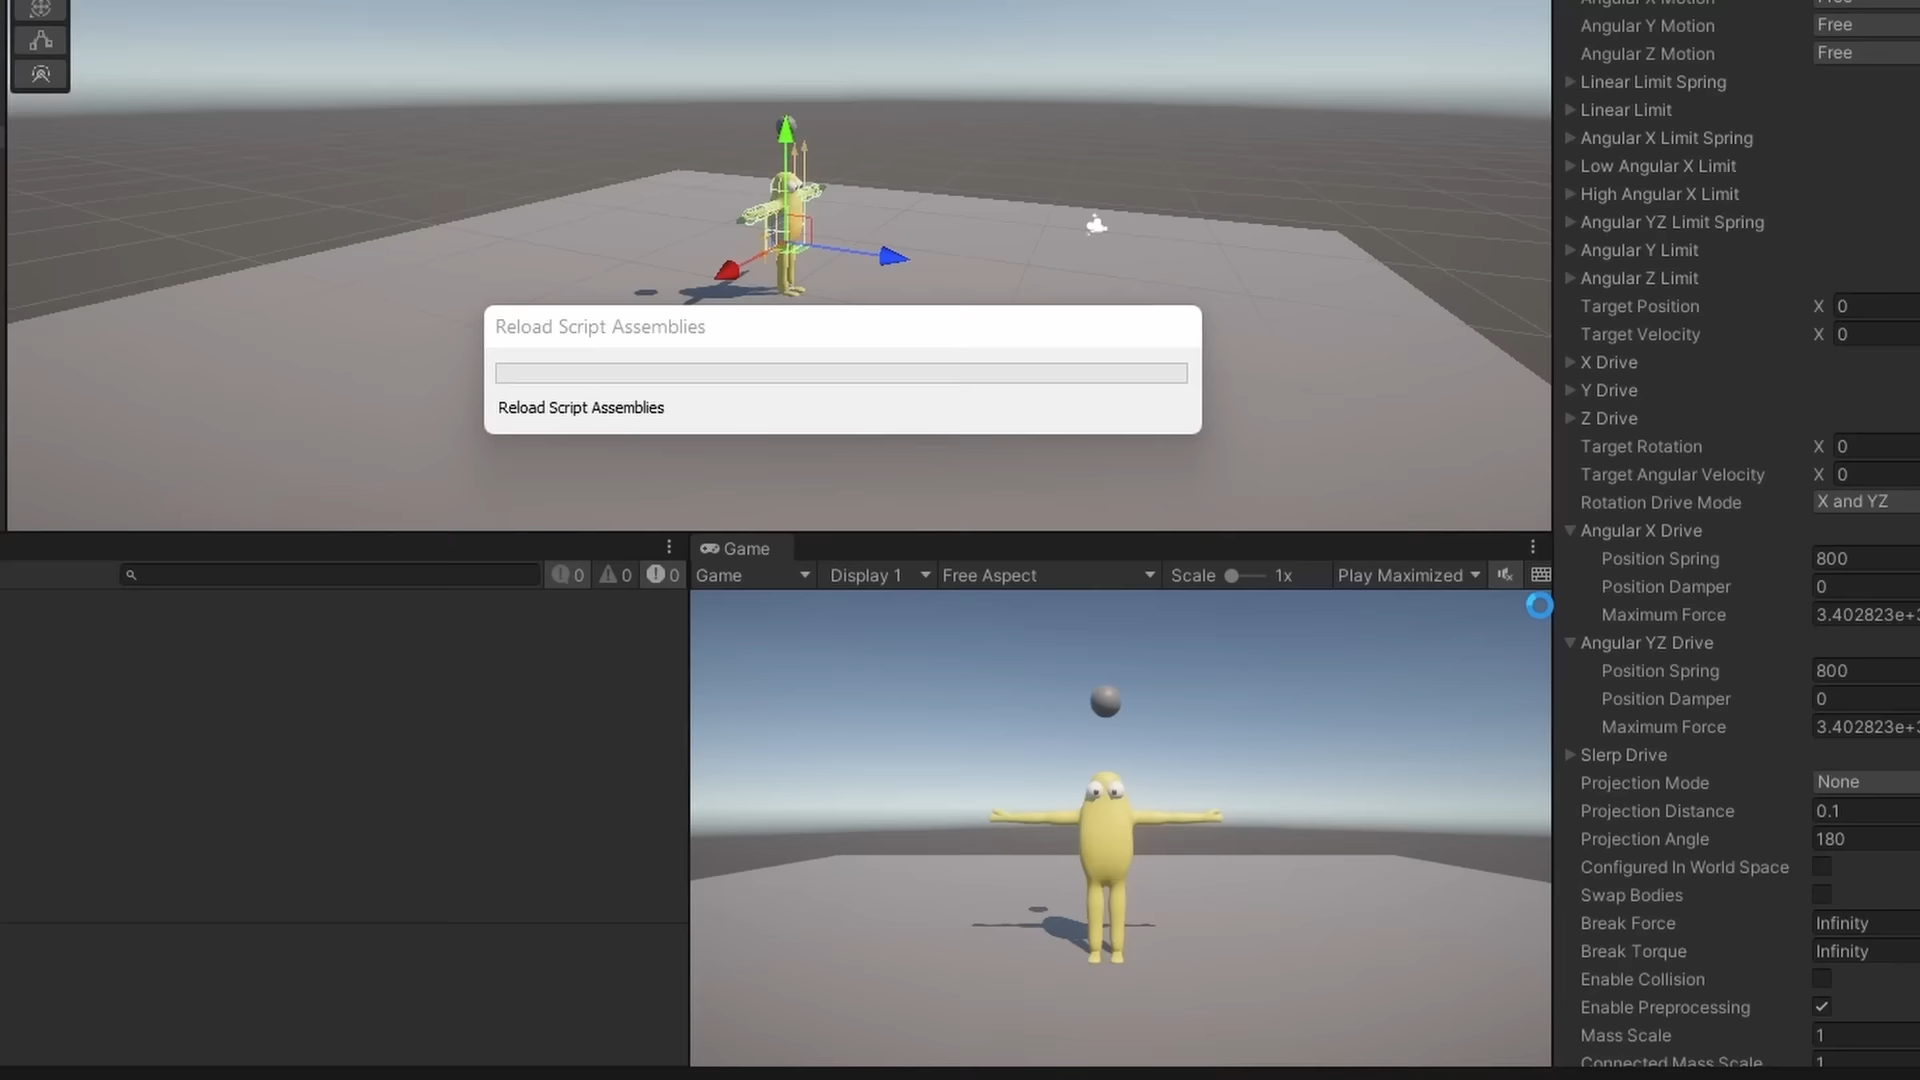 Angular Y Motion Free
Angular Z Motion Free
Linear Limit Spring
Linear Limit
Angular X Limit Spring
Low Angular X Limit
High Angular X Limit
Angular YZ Limit Spring
Angular Y Limit
Angular Z Limit
Target Position X 0
Target Velocity X 0
X Drive
Y Drive
Z Drive
Target Rotation X 0
Target Angular Velocity X 0
Rotation Drive Mode X and YZ
Angular X Drive
Position Spring 800
Position Damper 0
Maximum Force 3.402823e+3
Angular YZ Drive
Position Spring 800
Position Damper 0
Maximum Force 3.402823e+3
Slerp Drive
Projection Mode None
Projection Distance 0.1
Projection Angle 180
Configured In World Space
Swap Bodies
Break Force Infinity
Break Torque Infinity
Enable Collision
Enable Preprocessing
Mass Scale 1
Connected Mass Scale 1
Reload Script Assemblies
Reload Script Assemblies
0 0 0
Game
Game Display 1 Free Aspect Scale 1x Play Maximized